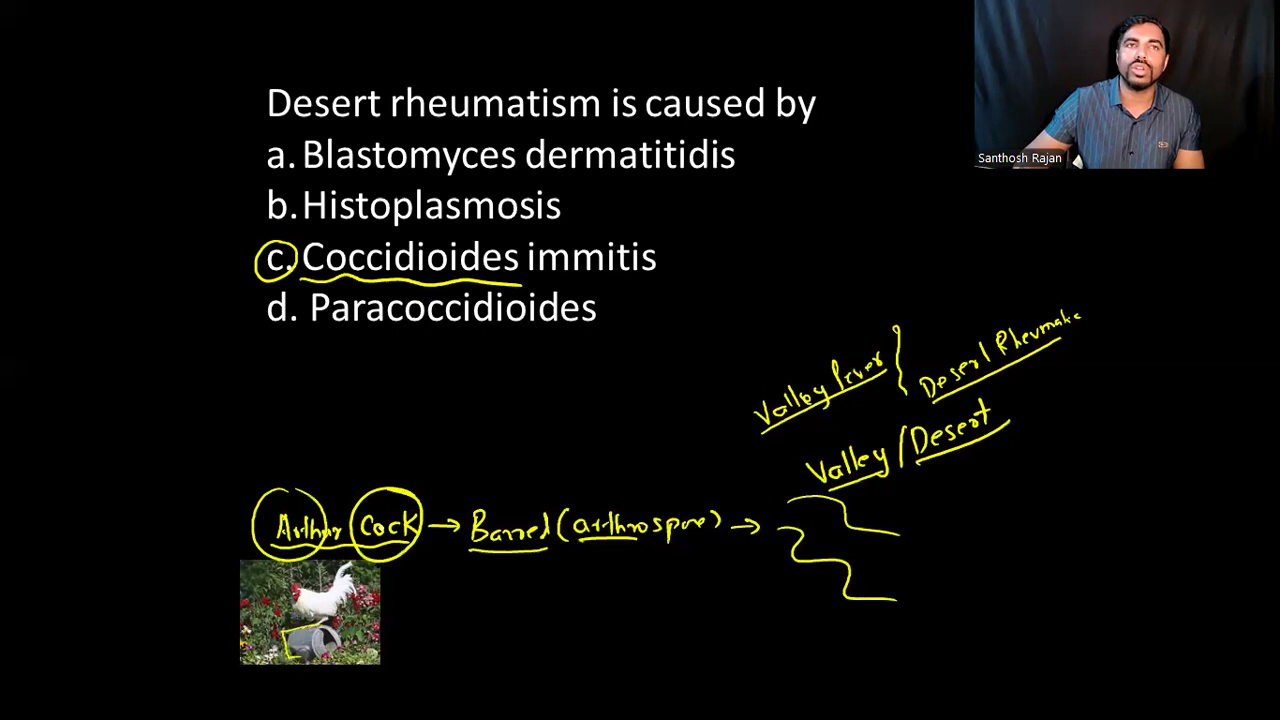 Desert rheumatism is caused by
a. Blastomyces dermatitidis
b. Histoplasmosis
c. Coccidioides immitis
d. Paracoccidioides
Valley fever } Desert Rheumatic
Valley / Desert
Arthur Cock → Barrel (arthrospore) →
Santhosh Rajan